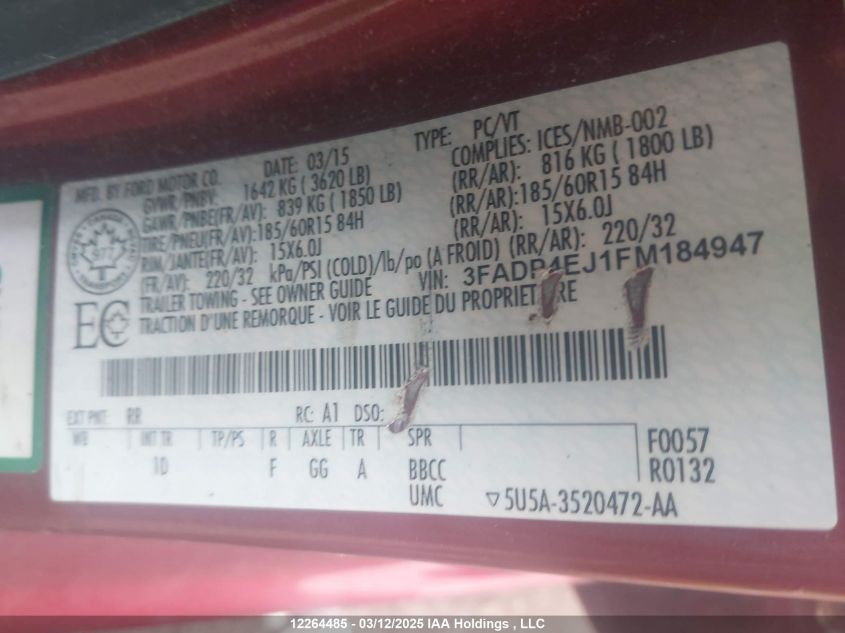 MFD. BY FORD MOTOR CO. DATE: 03/15 TYPE: PC/VT
GVWR/PNBV: 1642 KG ( 3620 LB) COMPLIES: ICES/NMB-002
GAWR/PNBE(FR/AV): 839 KG ( 1850 LB) (RR/AR): 816 KG ( 1800 LB)
TIRE/PNEU(FR/AV): 185/60R15 84H (RR/AR): 185/60R15 84H
RIM/JANTE(FR/AV): 15X6.0J (RR/AR): 15X6.0J
(FR/AV): 220/32 kPa/PSI (COLD)/lb/po (A FROID) (RR/AR): 220/32
TRAILER TOWING - SEE OWNER GUIDE VIN: 3FADP4EJ1FM184947
TRACTION D'UNE REMORQUE - VOIR LE GUIDE DU PROPRIETAIRE
977
EC
EXT PNT: RR RC: A1 DSO:
WB INT TR TP/PS R AXLE TR SPR F0057
1D F GG A BBCC R0132
UMC ▽5U5A-3520472-AA
12264485 - 03/12/2025 IAA Holdings , LLC